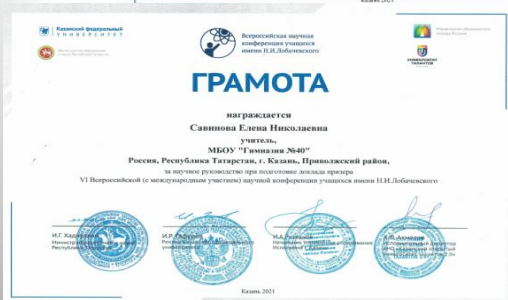 Казань 2021
Казанский федеральный
УНИВЕРСИТЕТ
Всероссийская научная
конференция учащихся
имени Н.И.Лобачевского
УНИВЕРСИТЕТ
ТАЛАНТОВ
ГРАМОТА
награждается
Савинова Елена Николаевна
учитель,
МБОУ "Гимназия №40"
Россия, Республика Татарстан, г. Казань, Приволжский район,
за научное руководство при подготовке доклада призера
VI Всероссийской (с международным участием) научной конференции учащихся имени Н.И.Лобачевского
Казань 2021